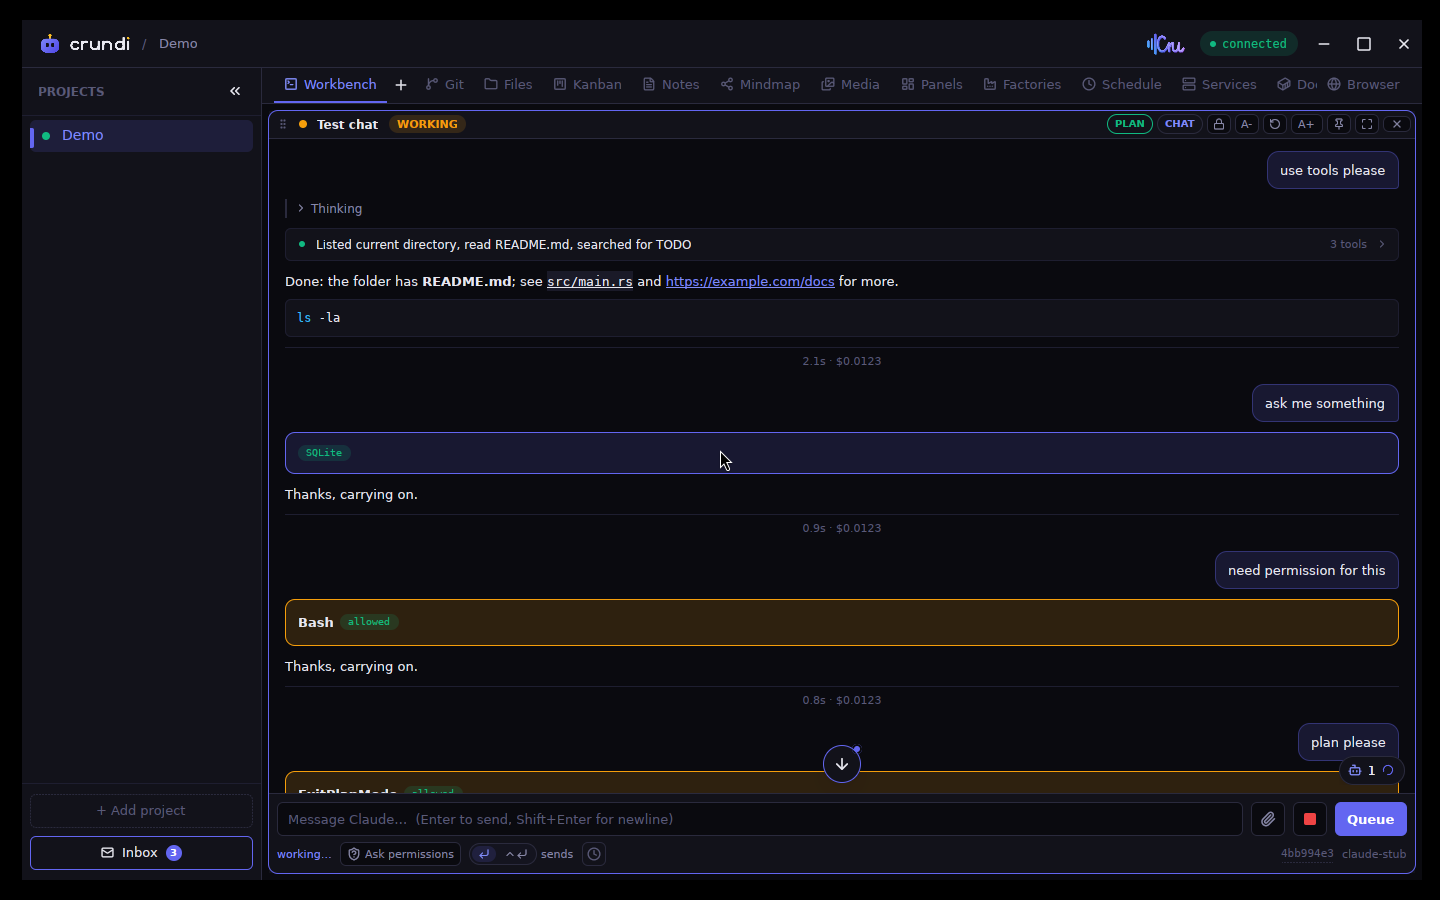 crundi / Demo
Cru
connected
PROJECTS
Workbench
Git
Files
Kanban
Notes
Mindmap
Media
Panels
Factories
Schedule
Services
Browser
Demo
Test chat WORKING
PLAN CHAT A- A+
use tools please
Thinking
Listed current directory, read README.md, searched for TODO
3 tools
Done: the folder has README.md; see src/main.rs and https://example.com/docs for more.
ls -la
2.1s · $0.0123
ask me something
SQLite
Thanks, carrying on.
0.9s · $0.0123
need permission for this
Bash allowed
Thanks, carrying on.
0.8s · $0.0123
plan please
1
ExitPlanMode allowed
+ Add project
Inbox 3
Message Claude... (Enter to send, Shift+Enter for newline)
Queue
working...
Ask permissions
sends
4bb994e3 claude-stub